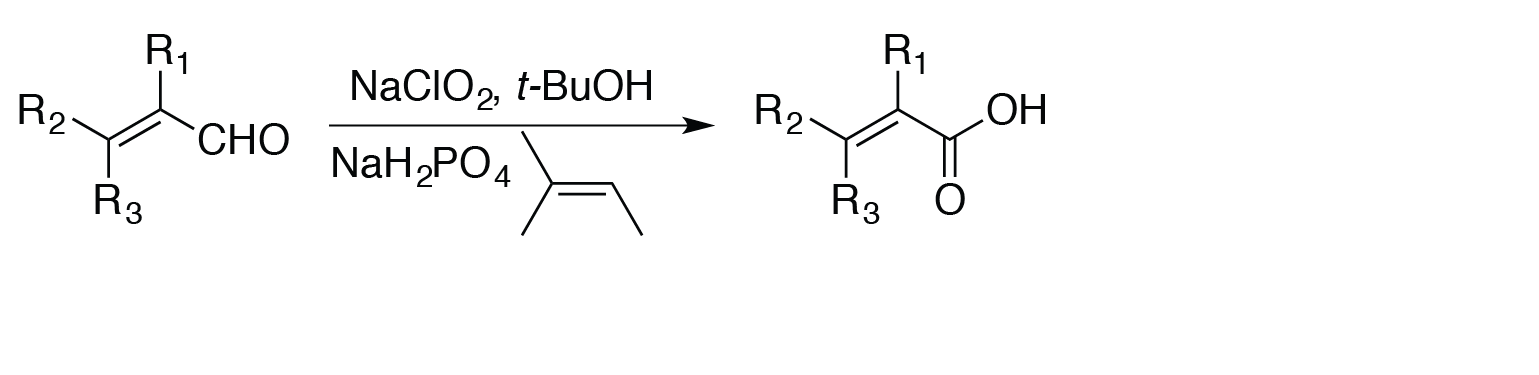 R₁
R₂
CHO
R₃
NaClO₂, t-BuOH
NaH₂PO₄
R₁
R₂
OH
R₃
O